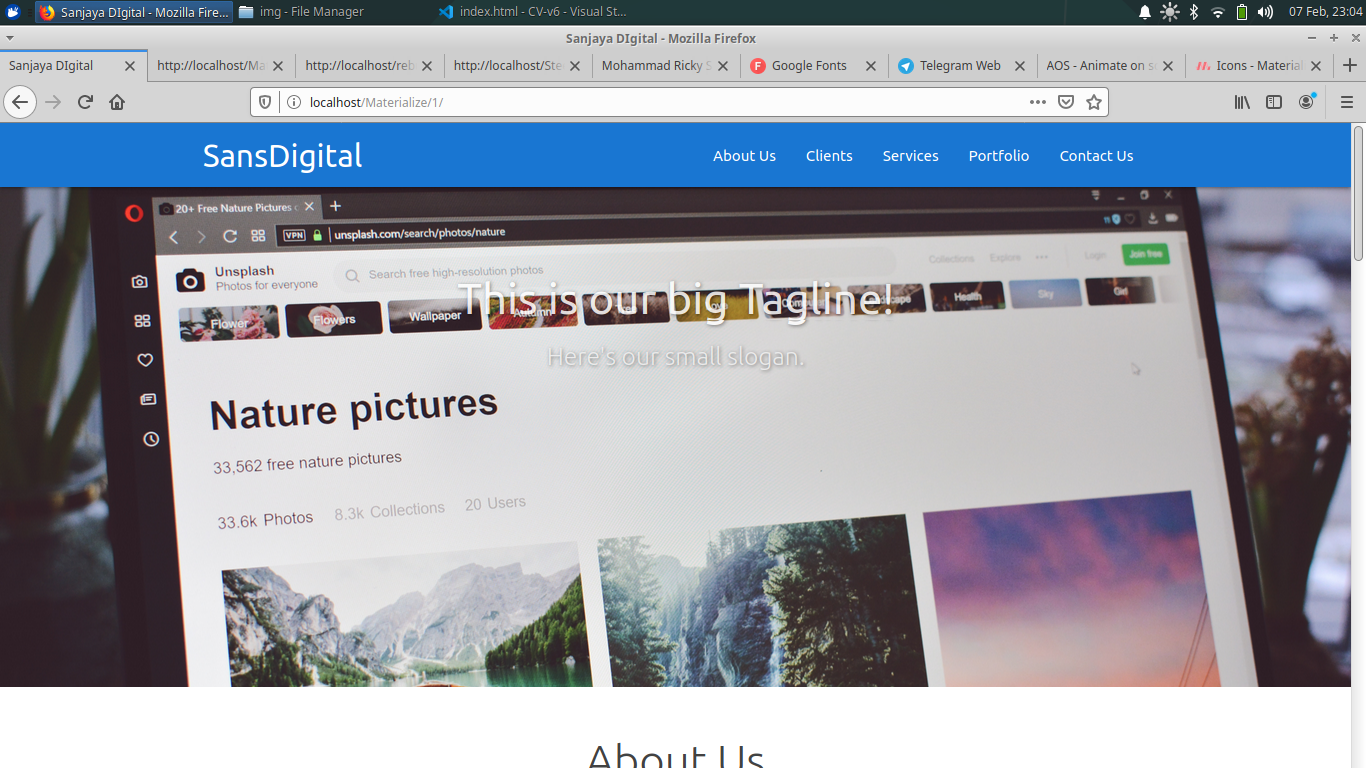 Sanjaya DIgital - Mozilla Fire...
img - File Manager
index.html - CV-v6 - Visual St...
07 Feb, 23:04
Sanjaya DIgital - Mozilla Firefox
Sanjaya DIgital
http://localhost/Ma
http://localhost/reb
http://localhost/Ste
Mohammad Ricky S
Google Fonts
Telegram Web
AOS - Animate on sc
Icons - Material
localhost/Materialize/1/
SansDigital
About Us
Clients
Services
Portfolio
Contact Us
20+ Free Nature Pictures
VPN
unsplash.com/search/photos/nature
Unsplash
Photos for everyene
Search free high-resolution photos
Collections
Explore
Login
Join free
Flower
Flowers
Wallpaper
Autumn
Health
Sky
Girl
This is our big Tagline!
Here's our small slogan.
Nature pictures
33,562 free nature pictures
33.6k Photos
8.3k Collections
20 Users
About Us